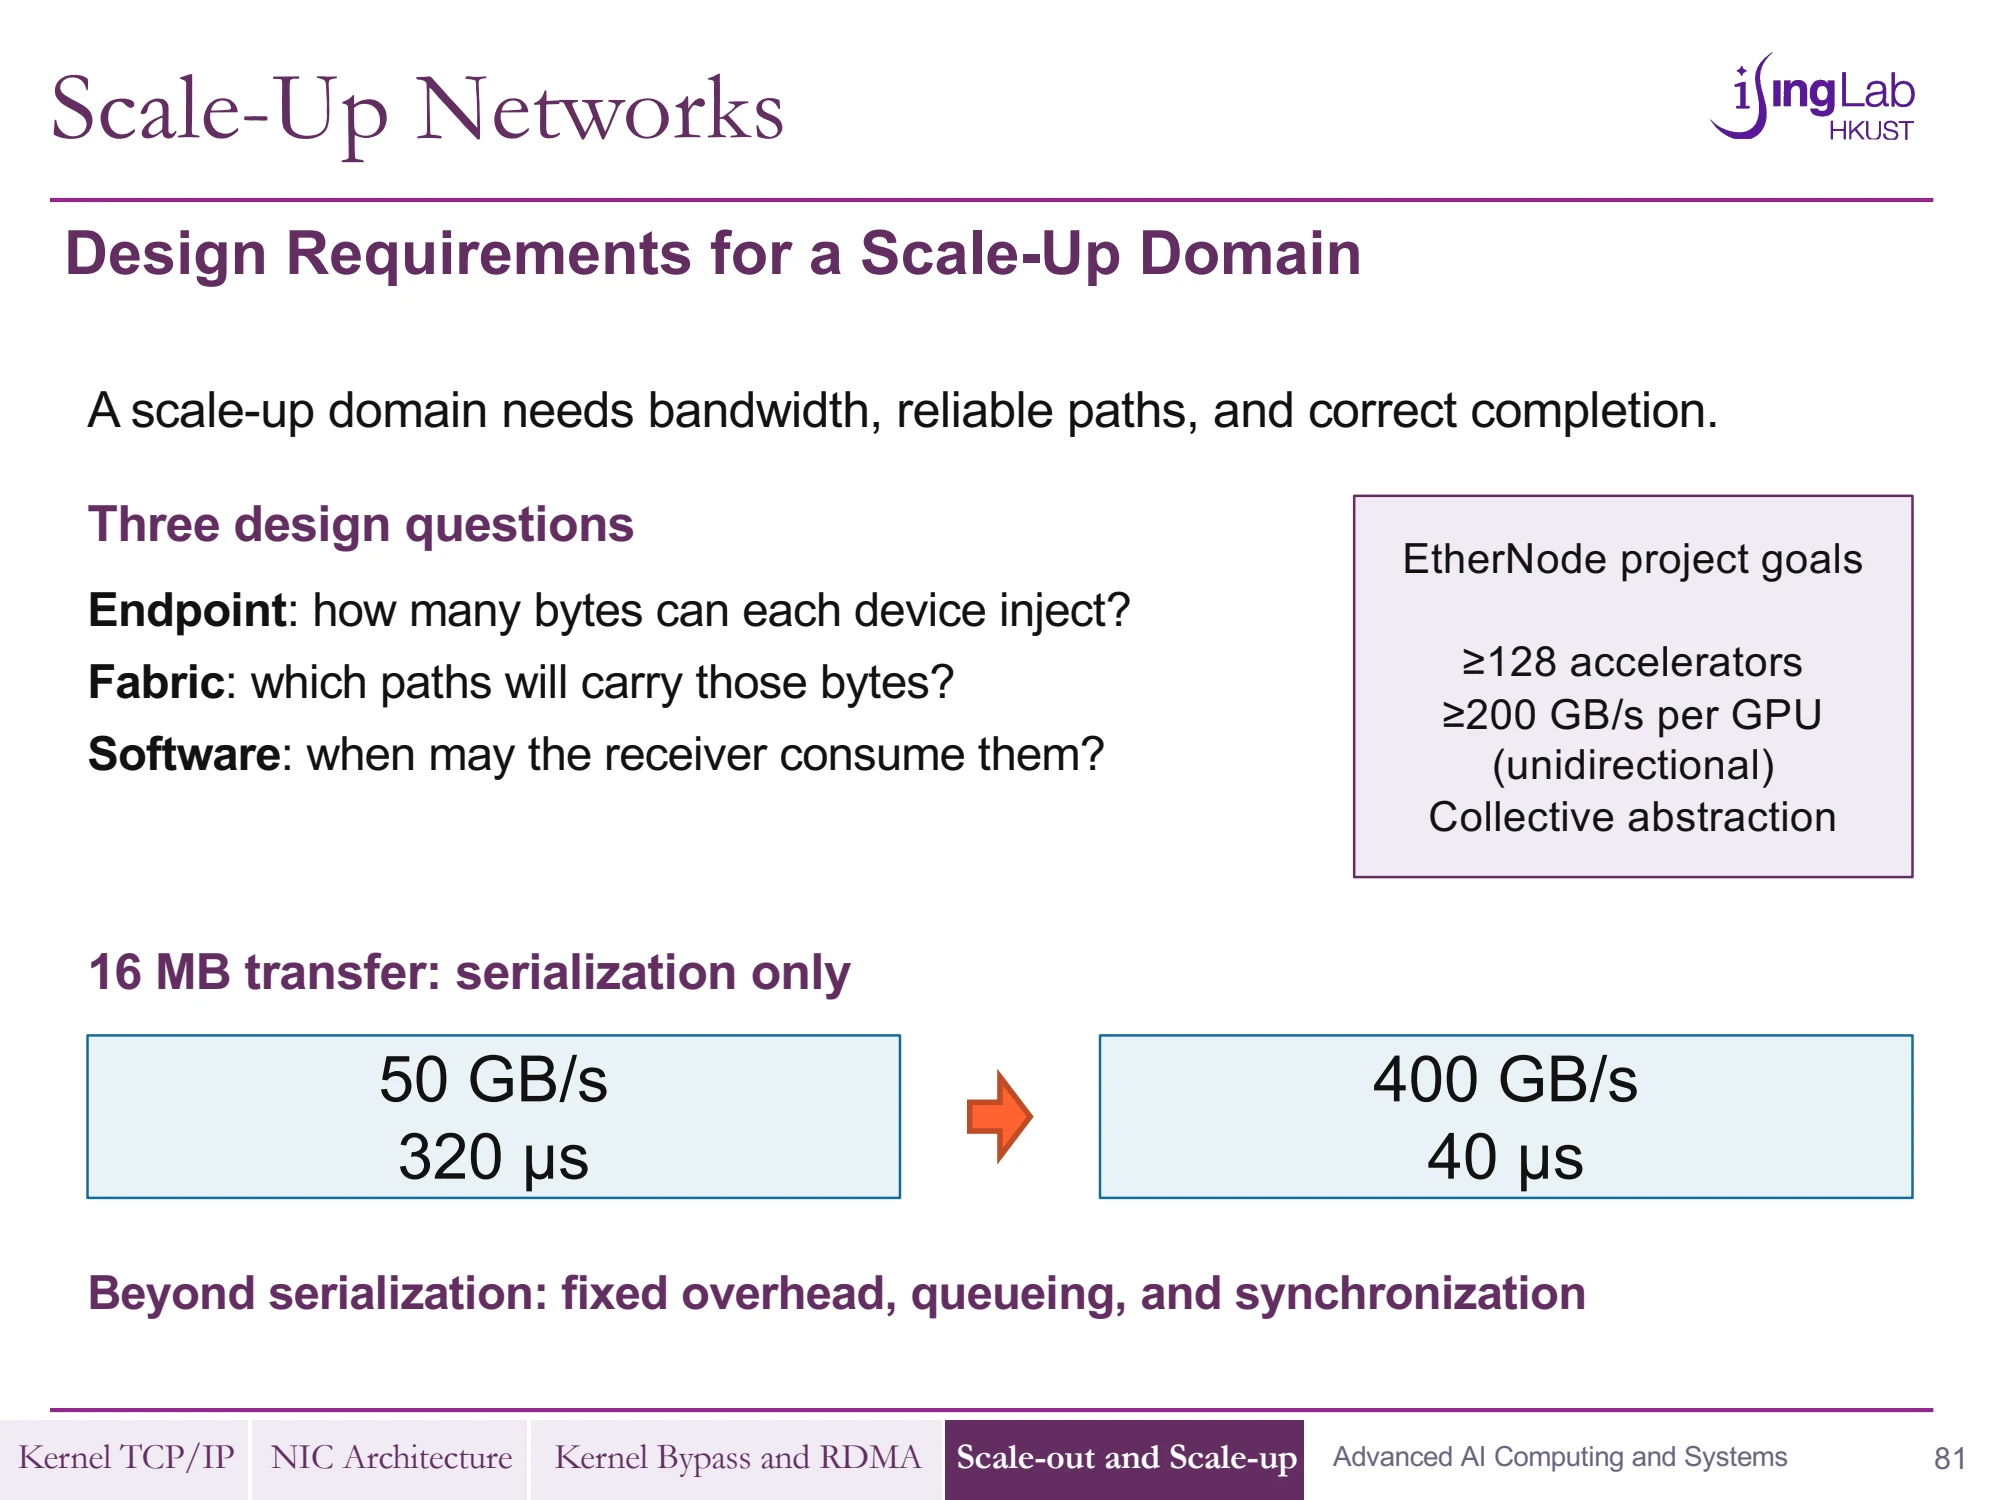 Scale-Up Networks
isingLab
HKUST
Design Requirements for a Scale-Up Domain
A scale-up domain needs bandwidth, reliable paths, and correct completion.
Three design questions
Endpoint: how many bytes can each device inject?
Fabric: which paths will carry those bytes?
Software: when may the receiver consume them?
EtherNode project goals
≥128 accelerators
≥200 GB/s per GPU
(unidirectional)
Collective abstraction
16 MB transfer: serialization only
50 GB/s
320 μs
400 GB/s
40 μs
Beyond serialization: fixed overhead, queueing, and synchronization
Kernel TCP/IP
NIC Architecture
Kernel Bypass and RDMA
Scale-out and Scale-up
Advanced AI Computing and Systems
81